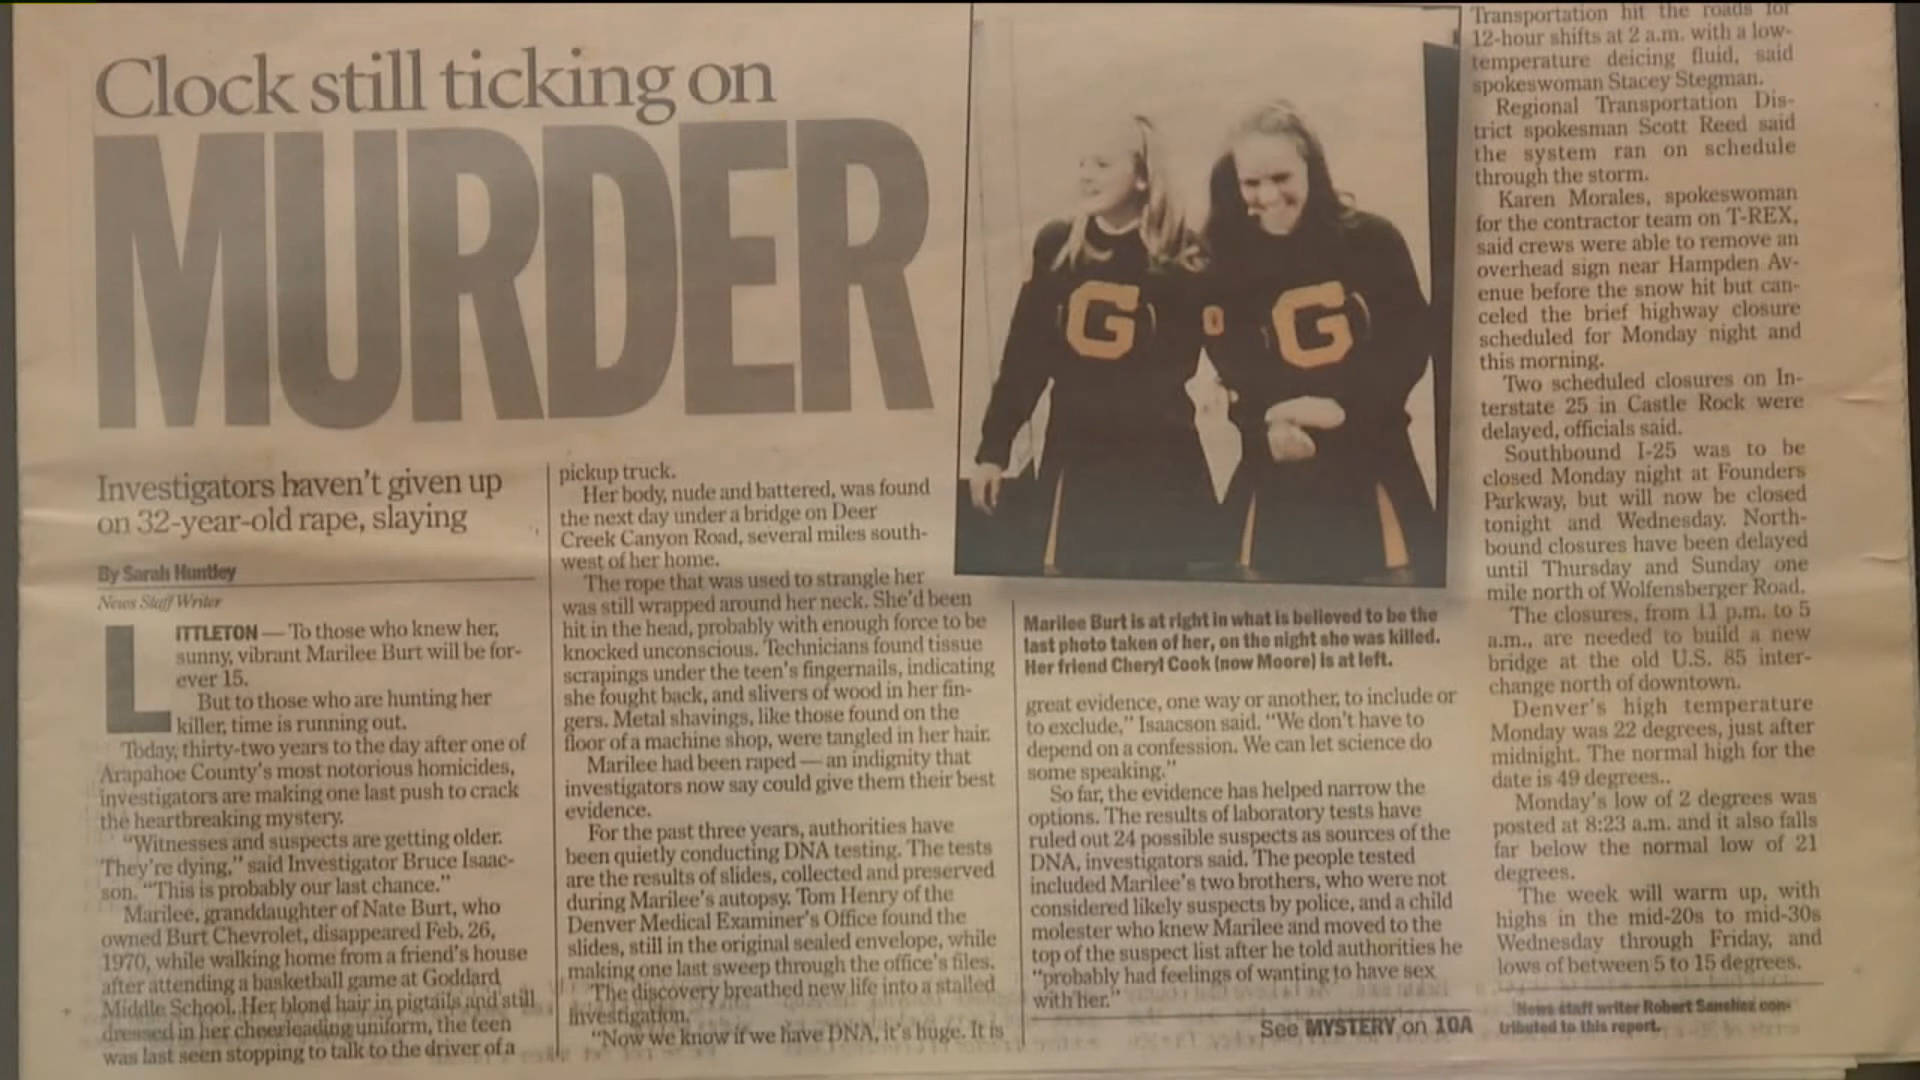 Clock still ticking on
MURDER
Investigators haven't given up
on 32-year-old rape, slaying
By Sarah Huntley
News Staff Writer
LITTLETON — To those who knew her,
sunny, vibrant Marilee Burt will be for-
ever 15.
But to those who are hunting her
killer, time is running out.
Today, thirty-two years to the day after one of
Arapahoe County's most notorious homicides,
investigators are making one last push to crack
the heartbreaking mystery.
"Witnesses and suspects are getting older.
They're dying," said Investigator Bruce Isaac-
son. "This is probably our last chance."
Marilee, granddaughter of Nate Burt, who
owned Burt Chevrolet, disappeared Feb. 26,
1970, while walking home from a friend's house
after attending a basketball game at Goddard
Middle School. Her blond hair in pigtails and still
dressed in her cheerleading uniform, the teen
was last seen stopping to talk to the driver of a
pickup truck.
Her body, nude and battered, was found
the next day under a bridge on Deer
Creek Canyon Road, several miles south-
west of her home.
The rope that was used to strangle her
was still wrapped around her neck. She'd been
hit in the head, probably with enough force to be
knocked unconscious. Technicians found tissue
scrapings under the teen's fingernails, indicating
she fought back, and slivers of wood in her fin-
gers. Metal shavings, like those found on the
floor of a machine shop, were tangled in her hair.
Marilee had been raped — an indignity that
investigators now say could give them their best
evidence.
For the past three years, authorities have
been quietly conducting DNA testing. The tests
are the results of slides, collected and preserved
during Marilee's autopsy. Tom Henry of the
Denver Medical Examiner's Office found the
slides, still in the original sealed envelope, while
making one last sweep through the office's files.
The discovery breathed new life into a stalled
investigation.
"Now we know if we have DNA, it's huge. It is
G
G
Marilee Burt is at right in what is believed to be the
last photo taken of her, on the night she was killed.
Her friend Cheryl Cook (now Moore) is at left.
great evidence, one way or another, to include or
to exclude," Isaacson said. "We don't have to
depend on a confession. We can let science do
some speaking."
So far, the evidence has helped narrow the
options. The results of laboratory tests have
ruled out 24 possible suspects as sources of the
DNA, investigators said. The people tested
included Marilee's two brothers, who were not
considered likely suspects by police, and a child
molester who knew Marilee and moved to the
top of the suspect list after he told authorities he
"probably had feelings of wanting to have sex
with her."
See MYSTERY on 10A
Transportation hit the roads for
12-hour shifts at 2 a.m. with a low-
temperature deicing fluid, said
spokeswoman Stacey Stegman.
Regional Transportation Dis-
trict spokesman Scott Reed said
the system ran on schedule
through the storm.
Karen Morales, spokeswoman
for the contractor team on T-REX,
said crews were able to remove an
overhead sign near Hampden Av-
enue before the snow hit but can-
celed the brief highway closure
scheduled for Monday night and
this morning.
Two scheduled closures on In-
terstate 25 in Castle Rock were
delayed, officials said.
Southbound I-25 was to be
closed Monday night at Founders
Parkway, but will now be closed
tonight and Wednesday. North-
bound closures have been delayed
until Thursday and Sunday one
mile north of Wolfensberger Road.
The closures, from 11 p.m. to 5
a.m., are needed to build a new
bridge at the old U.S. 85 inter-
change north of downtown.
Denver's high temperature
Monday was 22 degrees, just after
midnight. The normal high for the
date is 49 degrees..
Monday's low of 2 degrees was
posted at 8:23 a.m. and it also falls
far below the normal low of 21
degrees.
The week will warm up, with
highs in the mid-20s to mid-30s
Wednesday through Friday, and
lows of between 5 to 15 degrees.
News staff writer Robert Sanchez con-
tributed to this report.